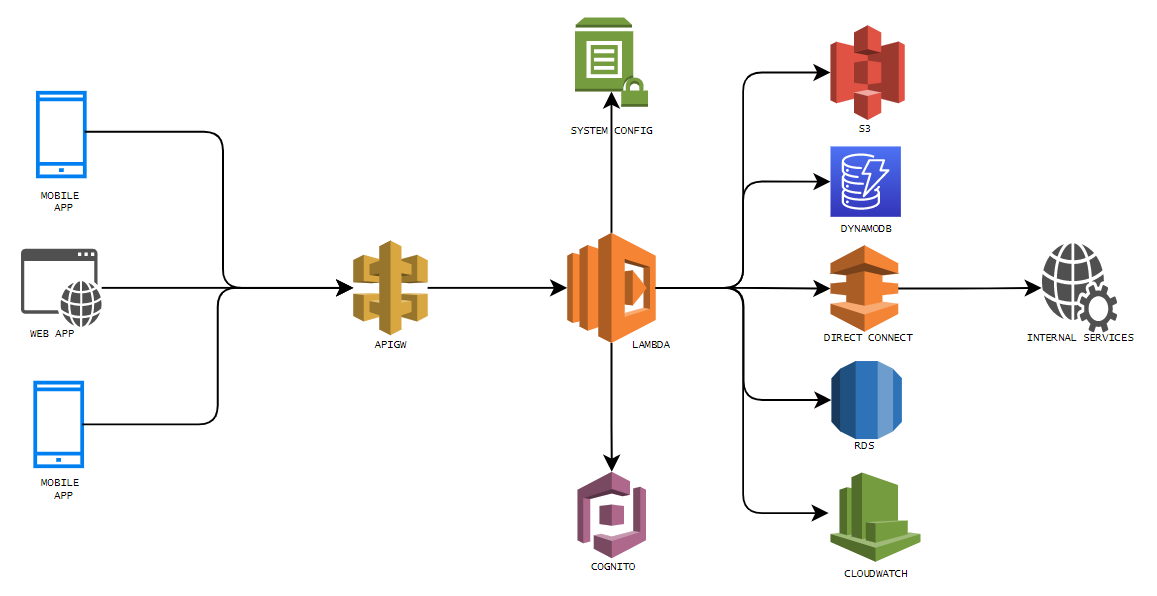 MOBILE
APP
WEB APP
MOBILE
APP
APIGW
SYSTEM CONFIG
LAMBDA
COGNITO
S3
DYNAMODB
DIRECT CONNECT
RDS
CLOUDWATCH
INTERNAL SERVICES